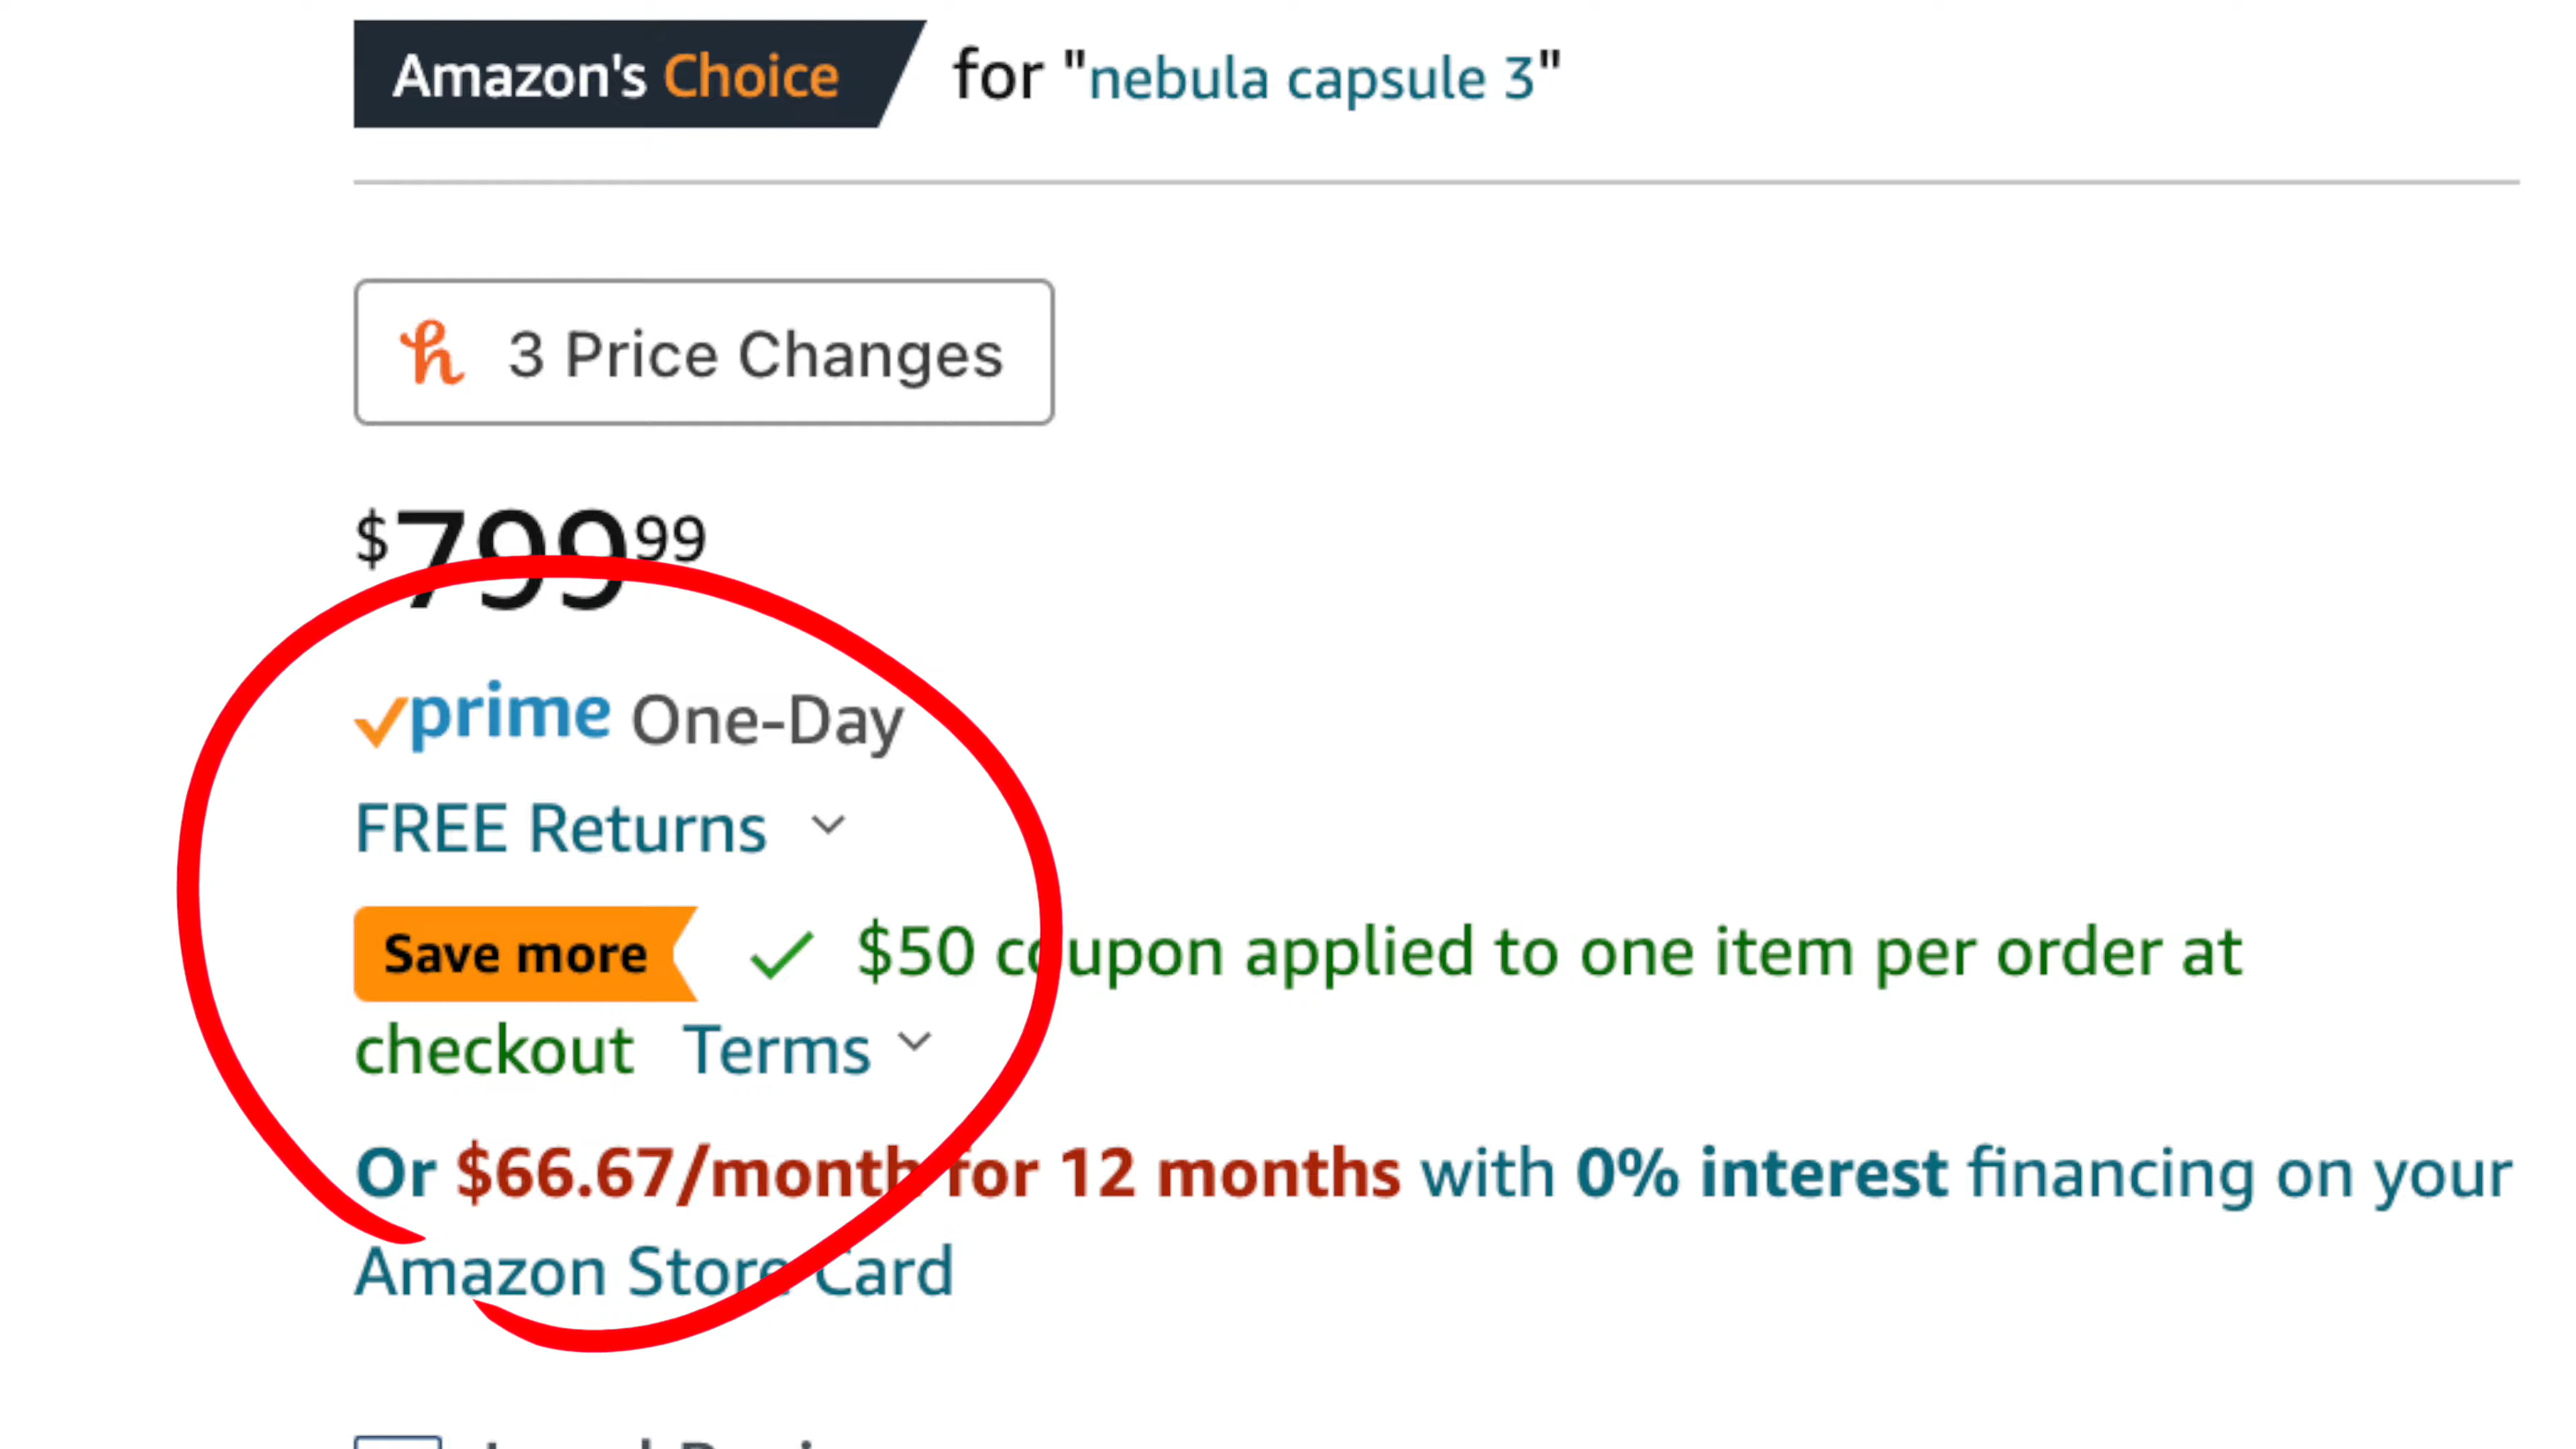 Amazon's Choice for "nebula capsule 3"
3 Price Changes
$799.99
prime One-Day
FREE Returns
Save more $50 coupon applied to one item per order at
checkout Terms
Or $66.67/month for 12 months with 0% interest financing on your
Amazon Store Card